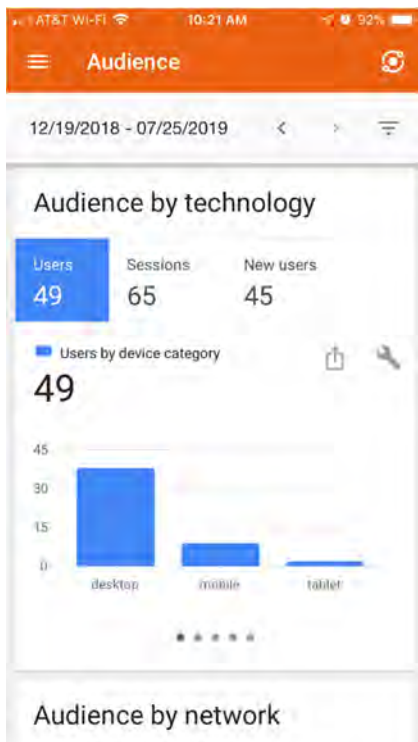 AT&T Wi-Fi 10:21 AM 92%
Audience
12/19/2018 - 07/25/2019
Audience by technology
Users Sessions New users
49 65 45
Users by device category
49
45
30
15
0
desktop mobile tablet
Audience by network